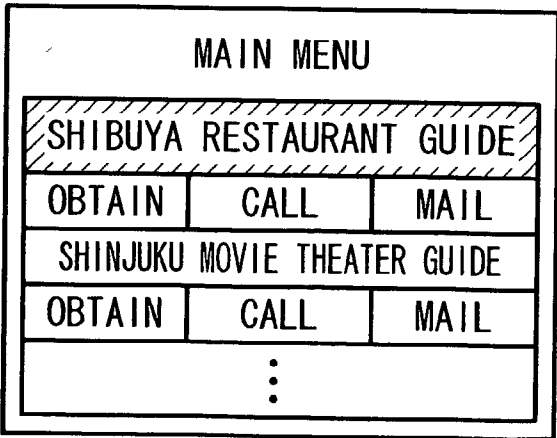 MAIN MENU
SHIBUYA RESTAURANT GUIDE
OBTAIN CALL MAIL
SHINJUKU MOVIE THEATER GUIDE
OBTAIN CALL MAIL